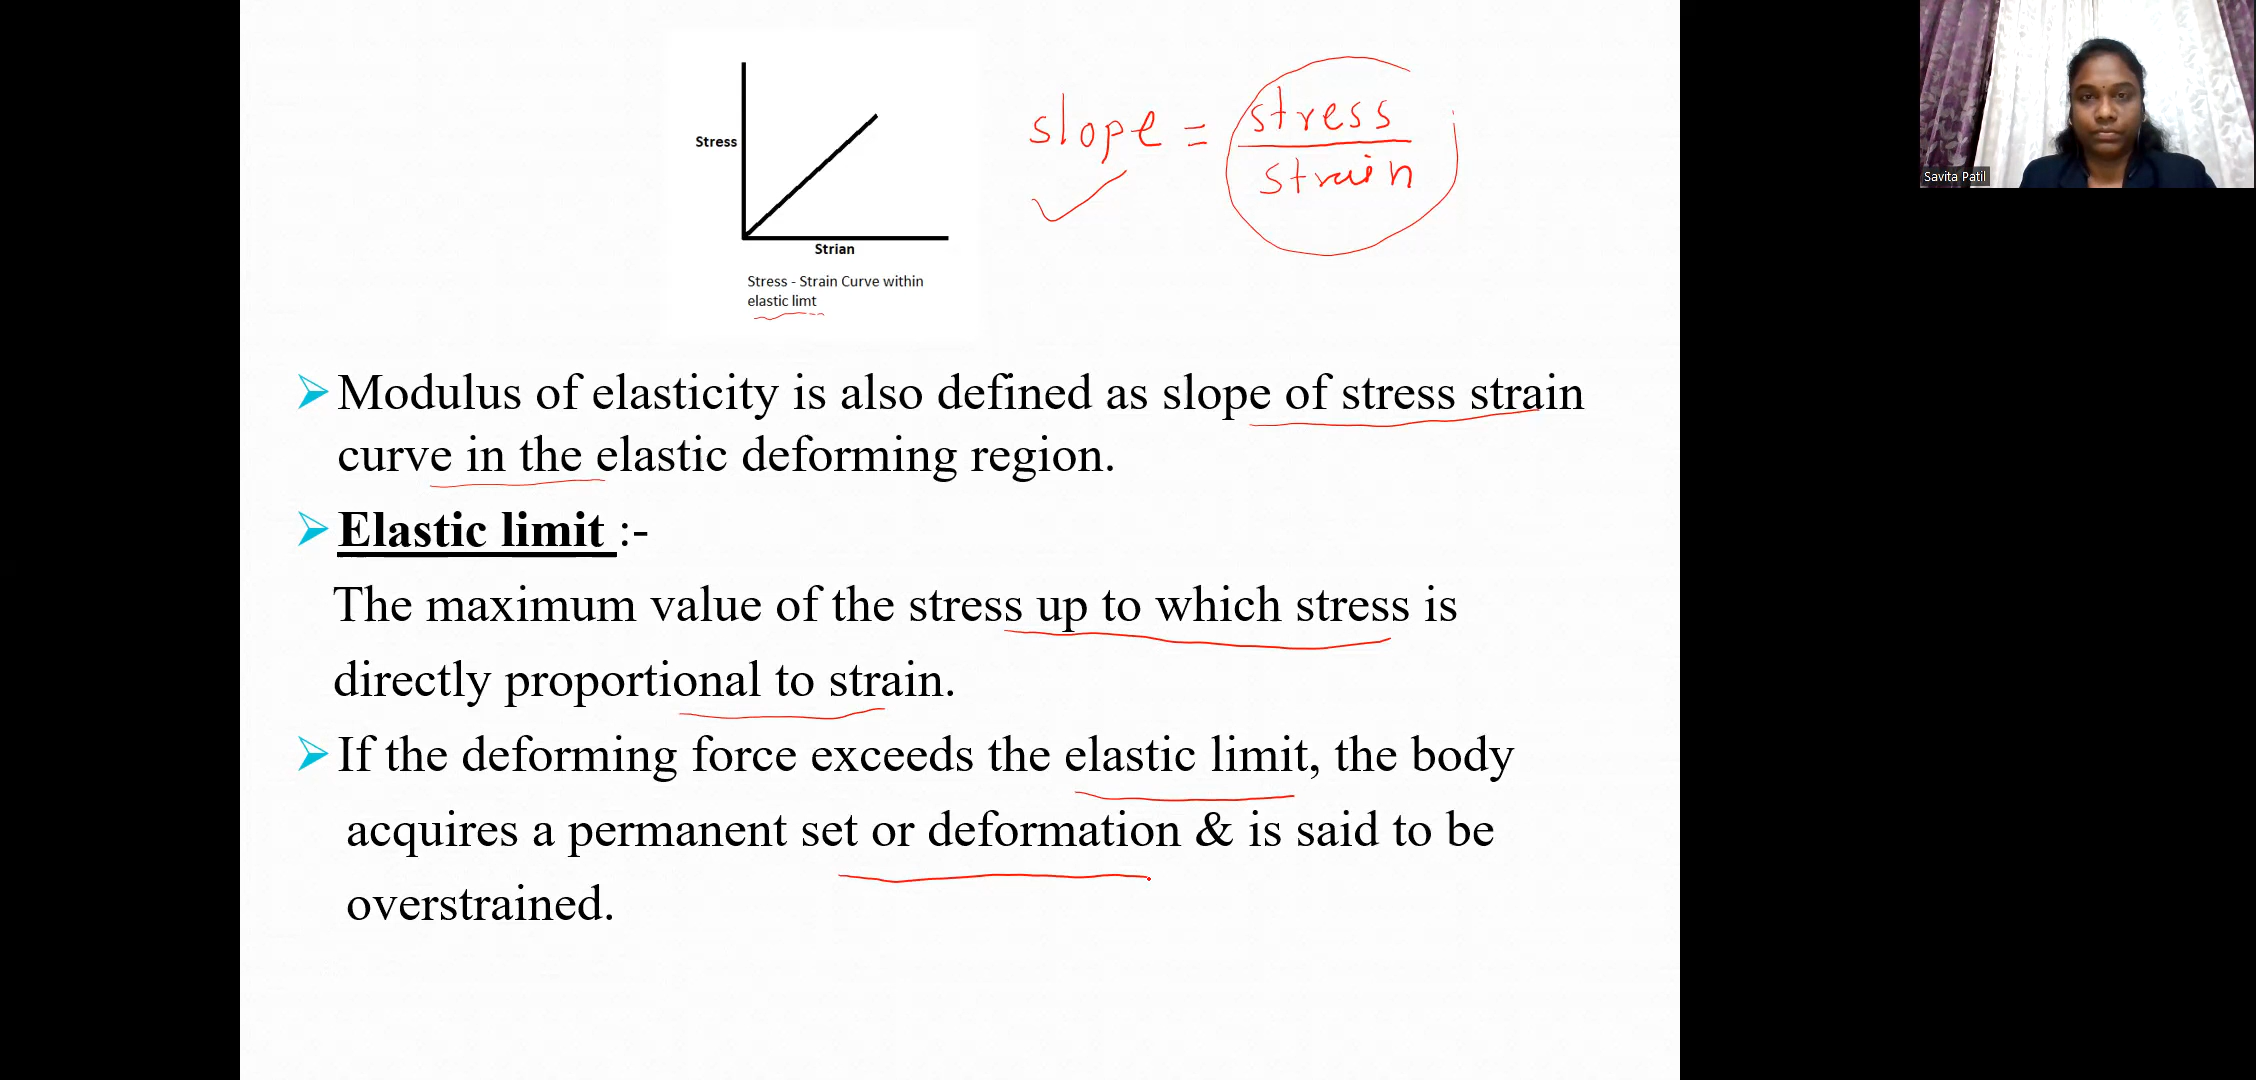 Stress
Strian
Stress - Strain Curve within
elastic limt
slope = stress
strain
Savita Patil
Modulus of elasticity is also defined as slope of stress strain
curve in the elastic deforming region.
Elastic limit :-
The maximum value of the stress up to which stress is
directly proportional to strain.
If the deforming force exceeds the elastic limit, the body
acquires a permanent set or deformation & is said to be
overstrained.